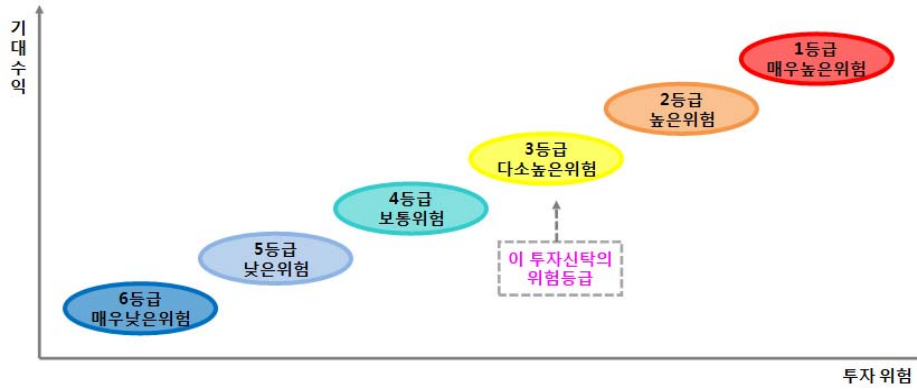 기대수익
1등급
매우높은위험
2등급
높은위험
3등급
다소높은위험
4등급
보통위험
이 투자신탁의
위험등급
5등급
낮은위험
6등급
매우낮은위험
투자 위험